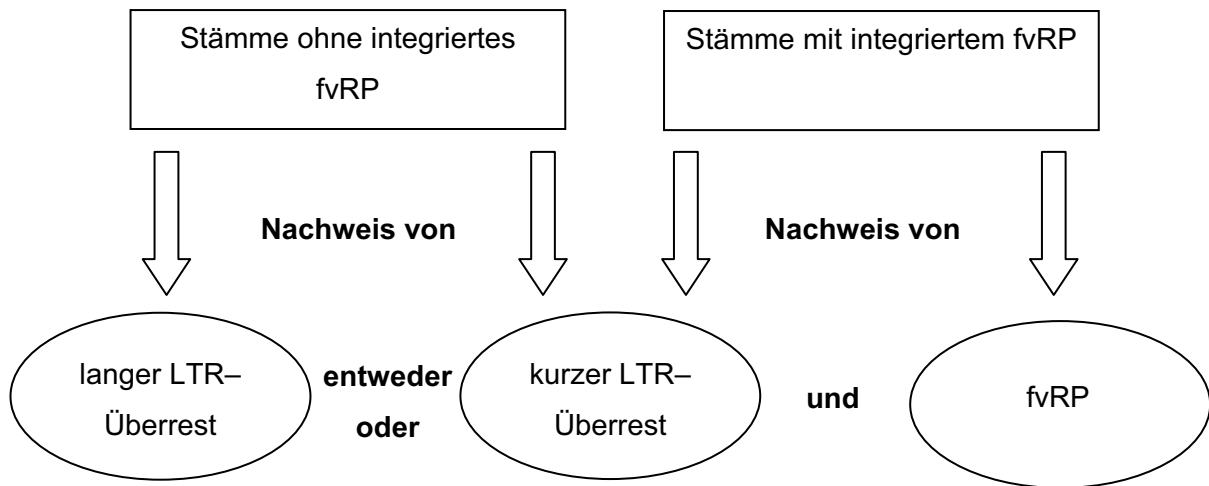 Stämme ohne integriertes
fvRP
Stämme mit integriertem fvRP
Nachweis von
Nachweis von
langer LTR–
Überrest
entweder
oder
kurzer LTR–
Überrest
und
fvRP